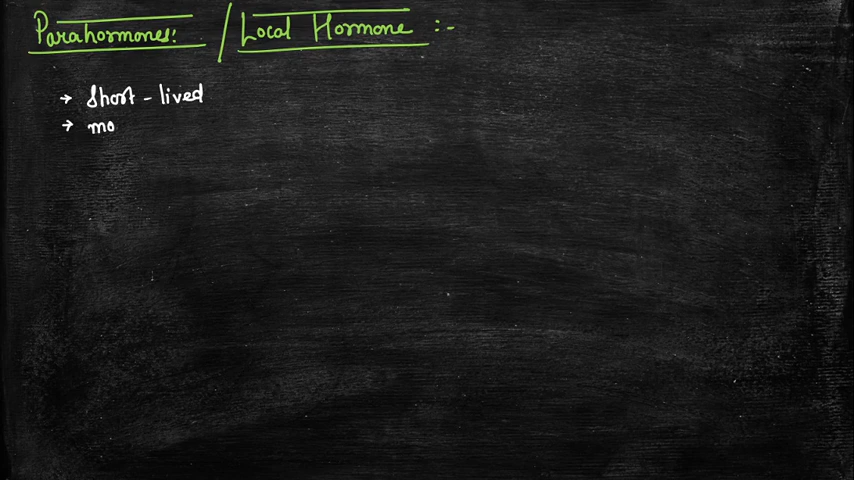 Parahormones: / Local Hormone :-
→ Short - lived
→ mo